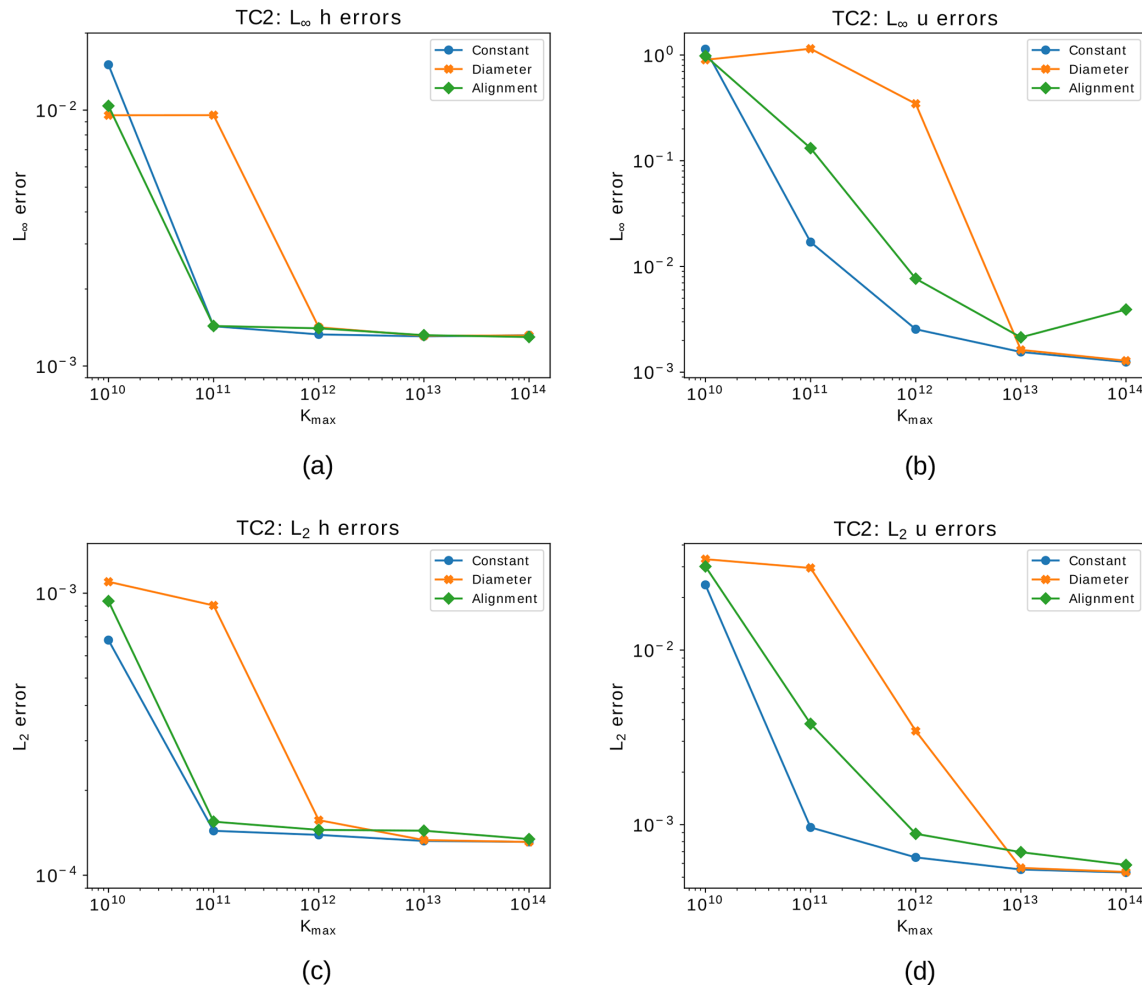 TC2: L∞ h errors
L∞ error
10⁻²
10⁻³
Constant
Diameter
Alignment
10¹⁰ 10¹¹ 10¹² 10¹³ 10¹⁴
Kmax
(a)
TC2: L∞ u errors
L∞ error
10⁰
10⁻¹
10⁻²
10⁻³
Constant
Diameter
Alignment
10¹⁰ 10¹¹ 10¹² 10¹³ 10¹⁴
Kmax
(b)
TC2: L₂ h errors
L₂ error
10⁻³
10⁻⁴
Constant
Diameter
Alignment
10¹⁰ 10¹¹ 10¹² 10¹³ 10¹⁴
Kmax
(c)
TC2: L₂ u errors
L₂ error
10⁻²
10⁻³
Constant
Diameter
Alignment
10¹⁰ 10¹¹ 10¹² 10¹³ 10¹⁴
Kmax
(d)